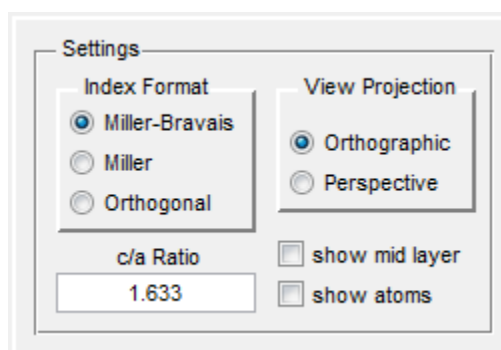 Settings
Index Format
Miller-Bravais
Miller
Orthogonal
View Projection
Orthographic
Perspective
c/a Ratio
1.633
show mid layer
show atoms